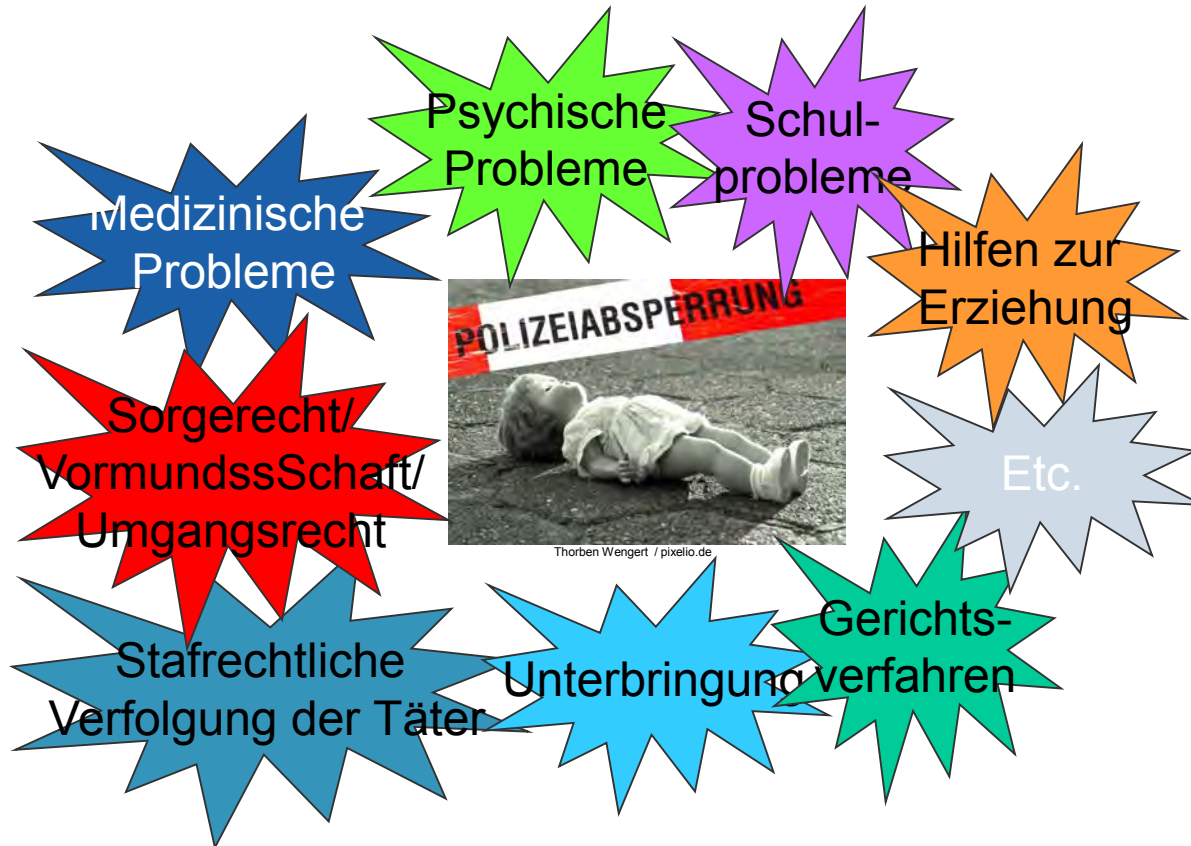 Psychische
Probleme
Schul-
probleme
Medizinische
Probleme
Hilfen zur
Erziehung
POLIZEIABSPERRUNG
Sorgerecht/
VormundssSchaft/
Umgangsrecht
Etc.
Thorben Wengert / pixelio.de
Gerichts-
verfahren
Stafrechtliche
Verfolgung der Täter
Unterbringung